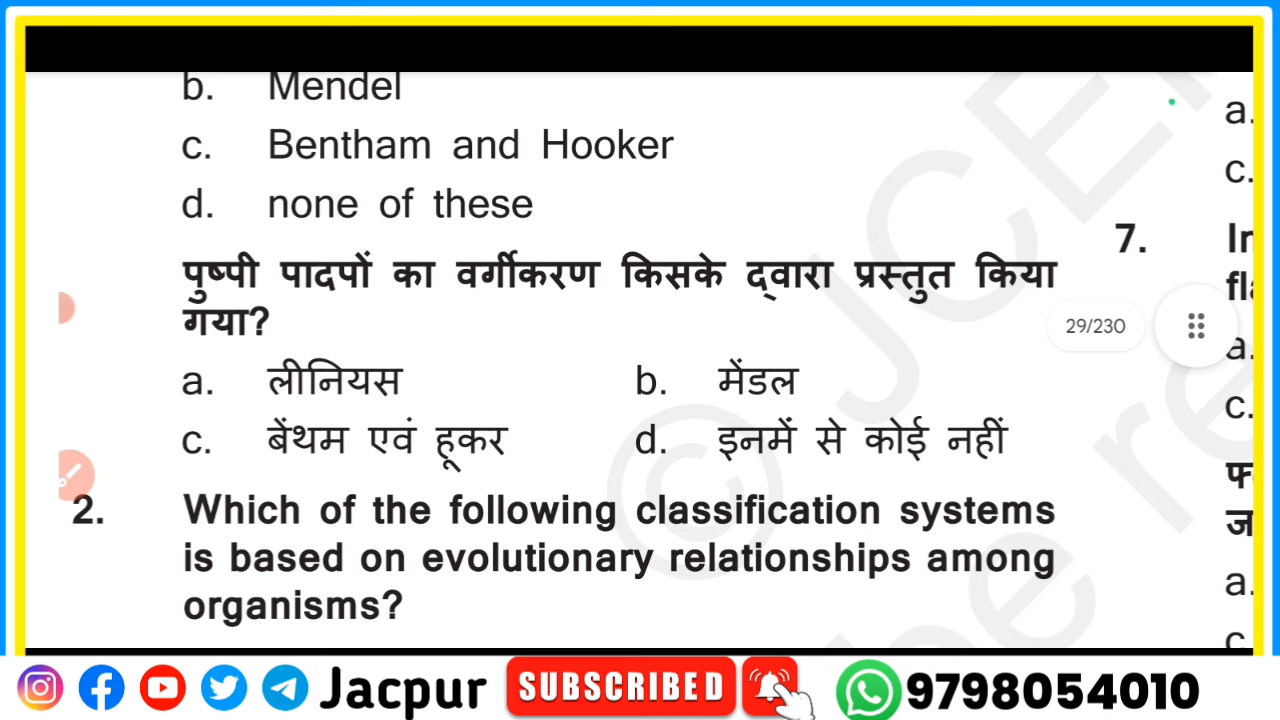 b. Mendel
c. Bentham and Hooker
d. none of these
पुष्पी पादपों का वर्गीकरण किसके द्वारा प्रस्तुत किया
गया?
a. लीनियस b. मेंडल
c. बेंथम एवं हूकर d. इनमें से कोई नहीं
2. Which of the following classification systems
is based on evolutionary relationships among
organisms?
a.
c.
7. In
29/230
a.
c.
a.
c
© JCE
Jacpur SUBSCRIBED 9798054010